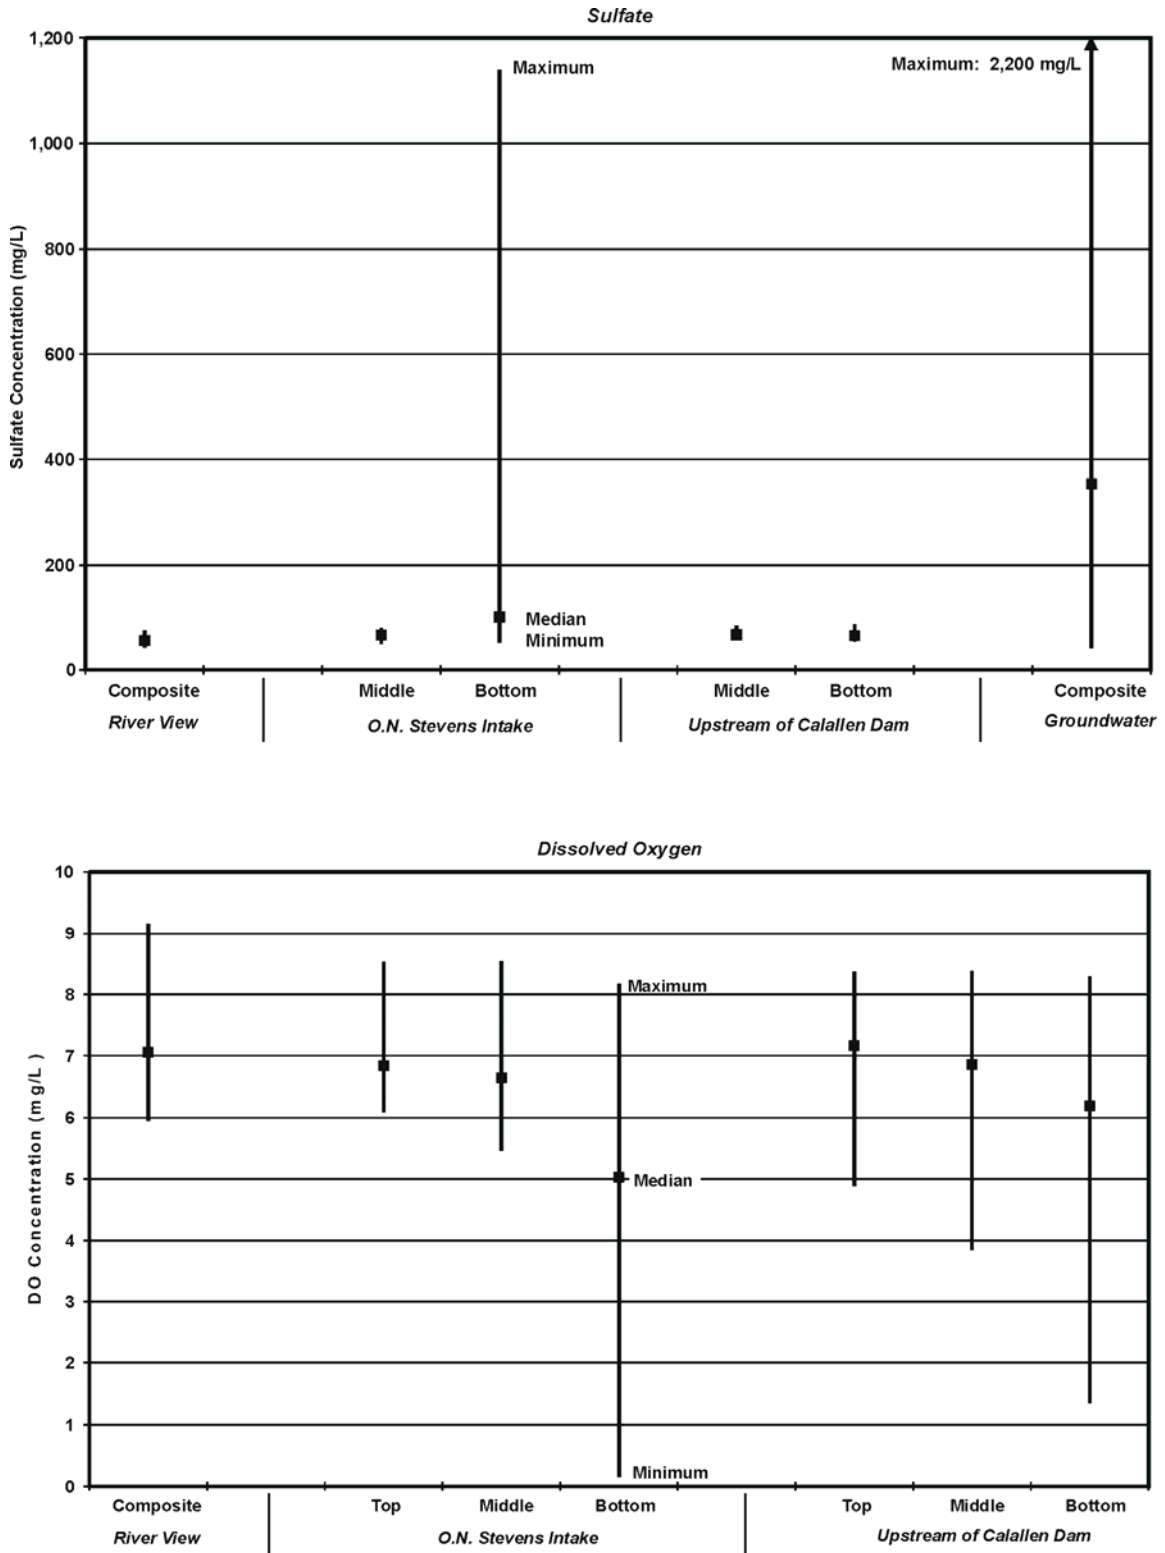 Sulfate
1,200
1,000
800
600
400
200
0
Sulfate Concentration (mg/L)
Maximum
Maximum: 2,200 mg/L
Median
Minimum
Composite Middle Bottom Middle Bottom Composite
River View O.N. Stevens Intake Upstream of Calallen Dam Groundwater
Dissolved Oxygen
10
9
8
7
6
5
4
3
2
1
0
DO Concentration (mg/L )
Maximum
Median
Minimum
Composite Top Middle Bottom Top Middle Bottom
River View O.N. Stevens Intake Upstream of Calallen Dam